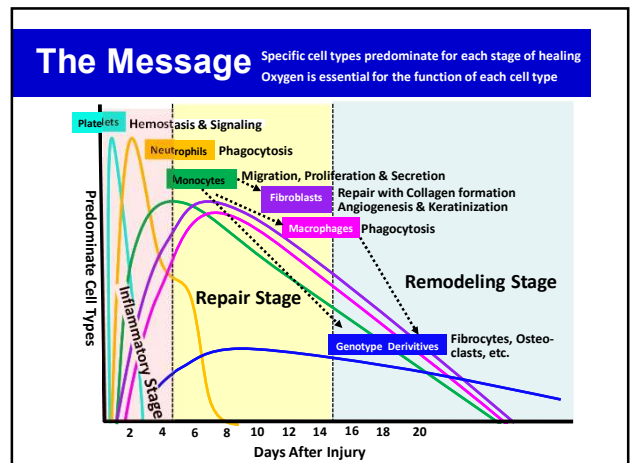 The Message
Specific cell types predominate for each stage of healing
Oxygen is essential for the function of each cell type
Platelets
Hemostasis & Signaling
Neutrophils
Phagocytosis
Monocytes
Migration, Proliferation & Secretion
Fibroblasts
Repair with Collagen formation
Angiogenesis & Keratinization
Macrophages
Phagocytosis
Predominate Cell Types
Inflammatory Stage
Repair Stage
Remodeling Stage
Genotype Derivitives
Fibrocytes, Osteo-
clasts, etc.
2 4 6 8 10 12 14 16 18 20
Days After Injury